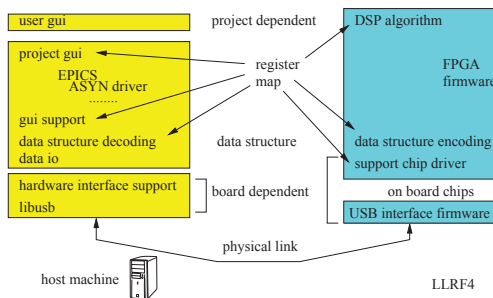 user gui
project dependent
DSP algorithm
project gui
EPICS
ASYN driver
........
register
map
FPGA
firmware
gui support
data structure decoding
data io
data structure
data structure encoding
support chip driver
hardware interface support
libusb
board dependent
on board chips
USB interface firmware
physical link
host machine
LLRF4